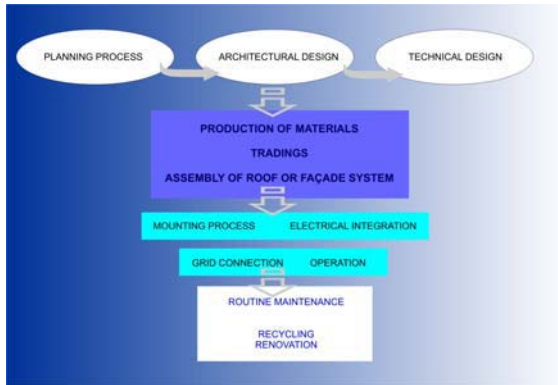 PLANNING PROCESS
ARCHITECTURAL DESIGN
TECHNICAL DESIGN
PRODUCTION OF MATERIALS
TRADINGS
ASSEMBLY OF ROOF OR FAÇADE SYSTEM
MOUNTING PROCESS
ELECTRICAL INTEGRATION
GRID CONNECTION
OPERATION
ROUTINE MAINTENANCE
RECYCLING
RENOVATION